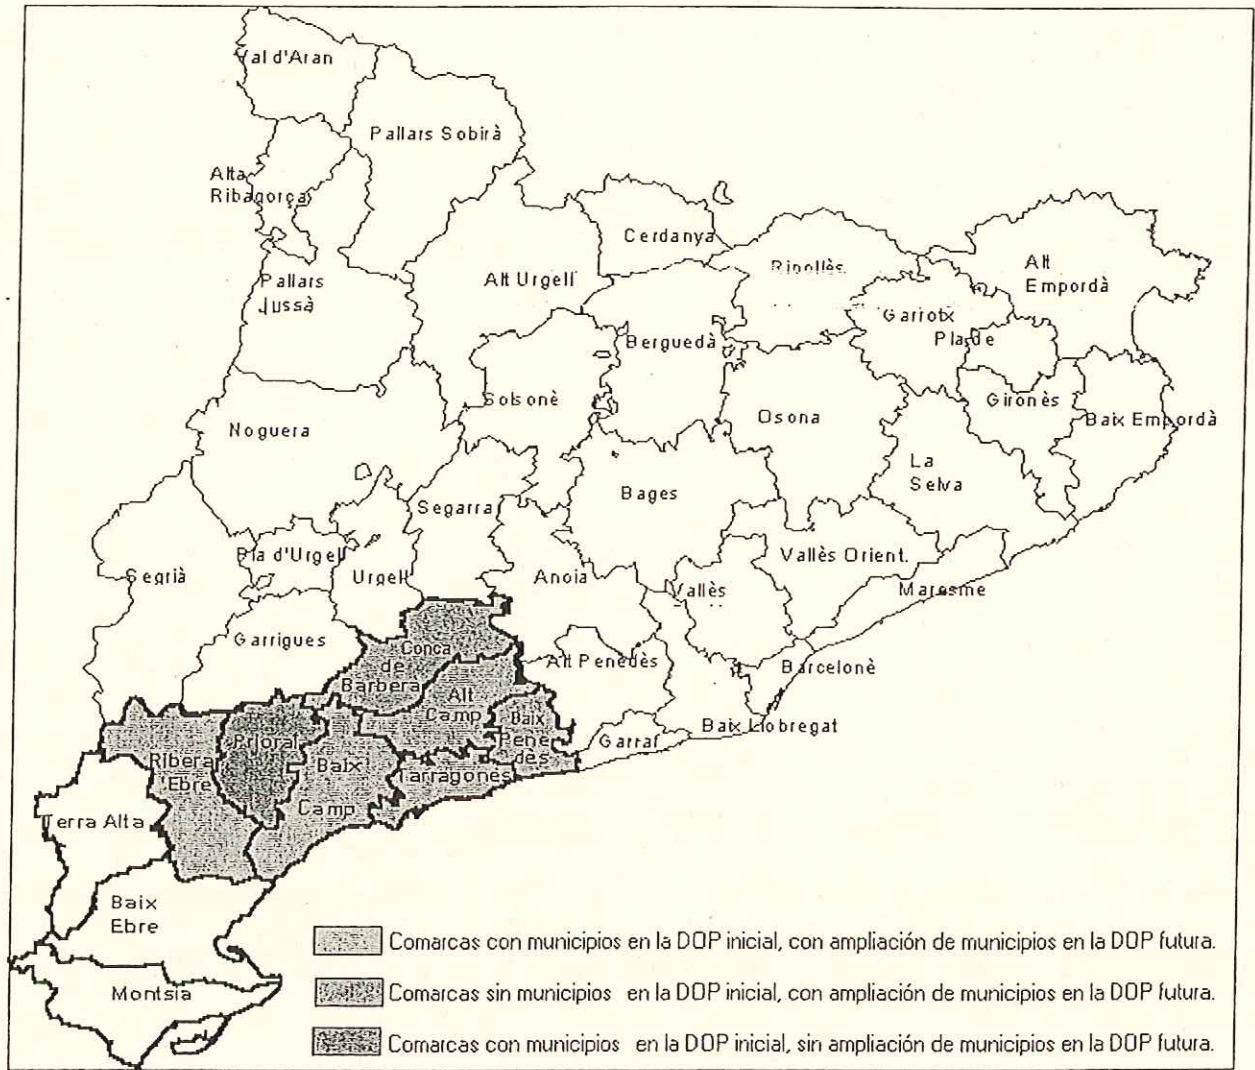 Val d'Aran
Pallars Sobirà
Alta
Ribagorça
Cerdanya
Ripollès
Alt
Empordà
Pallars
Jussà
Alt Urgell
Garrotx
Pla de
Berguedà
Solsonè
Gironès
Baix Empordà
Noguera
Osona
La
Selva
Segarra
Bages
Pla d'Urgell
Vallès Orient.
Segrià
Urgell
Anoia
Vallès
Maresme
Garrigues
Conca
de
Barbera
Alt Penedès
Barcelonè
Alt
Camp
Baix
Pene
dès
Baix Llobregat
Garraf
Priorat
Ribera
'Ebre
Baix
Camp
Tarragonès
Terra Alta
Baix
Ebre
Montsia
Comarcas con municipios en la DOP inicial, con ampliación de municipios en la DOP futura.
Comarcas sin municipios en la DOP inicial, con ampliación de municipios en la DOP futura.
Comarcas con municipios en la DOP inicial, sin ampliación de municipios en la DOP futura.